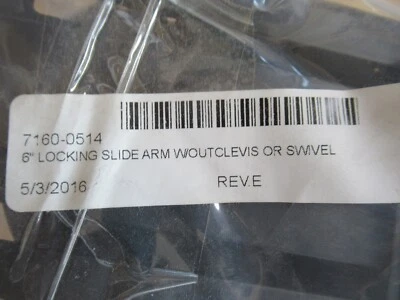 7160-0514
6" LOCKING SLIDE ARM W/OUTCLEVIS OR SWIVEL
5/3/2016 REV.E